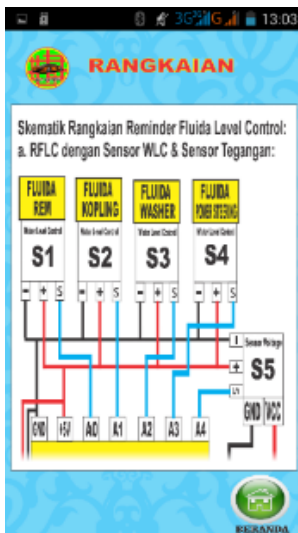 3G G 13:03
RANGKAIAN
Skematik Rangkaian Reminder Fluida Level Control:
a. RFLC dengan Sensor WLC & Sensor Tegangan:
FLUIDA REM
FLUIDA KOPLING
FLUIDA WASHER
FLUIDA POWER STEERING
Water Level Control
Water Level Control
Water Level Control
Water Level Control
S1 S2 S3 S4
- + S - + S - + S - + S
Sensor Voltage
-
+
S5
GND VCC
GND +5V A0 A1 A2 A3 A4
BERANDA